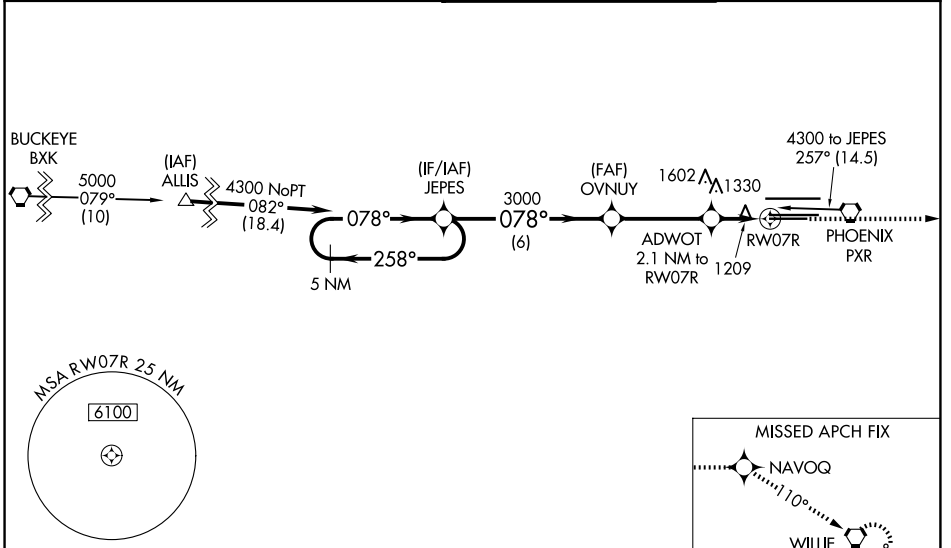 BUCKEYE
BXK
5000
079°
(10)
(IAF)
ALLIS
4300 NoPT
082°
(18.4)
078°
258°
5 NM
(IF/IAF)
JEPES
3000
078°
(6)
(FAF)
OVNUY
1602
1330
ADWOT
2.1 NM to
RW07R
1209
RW07R
4300 to JEPES
257° (14.5)
PHOENIX
PXR
MSA RW07R 25 NM
6100
MISSED APCH FIX
NAVOQ
110°
WILLIE